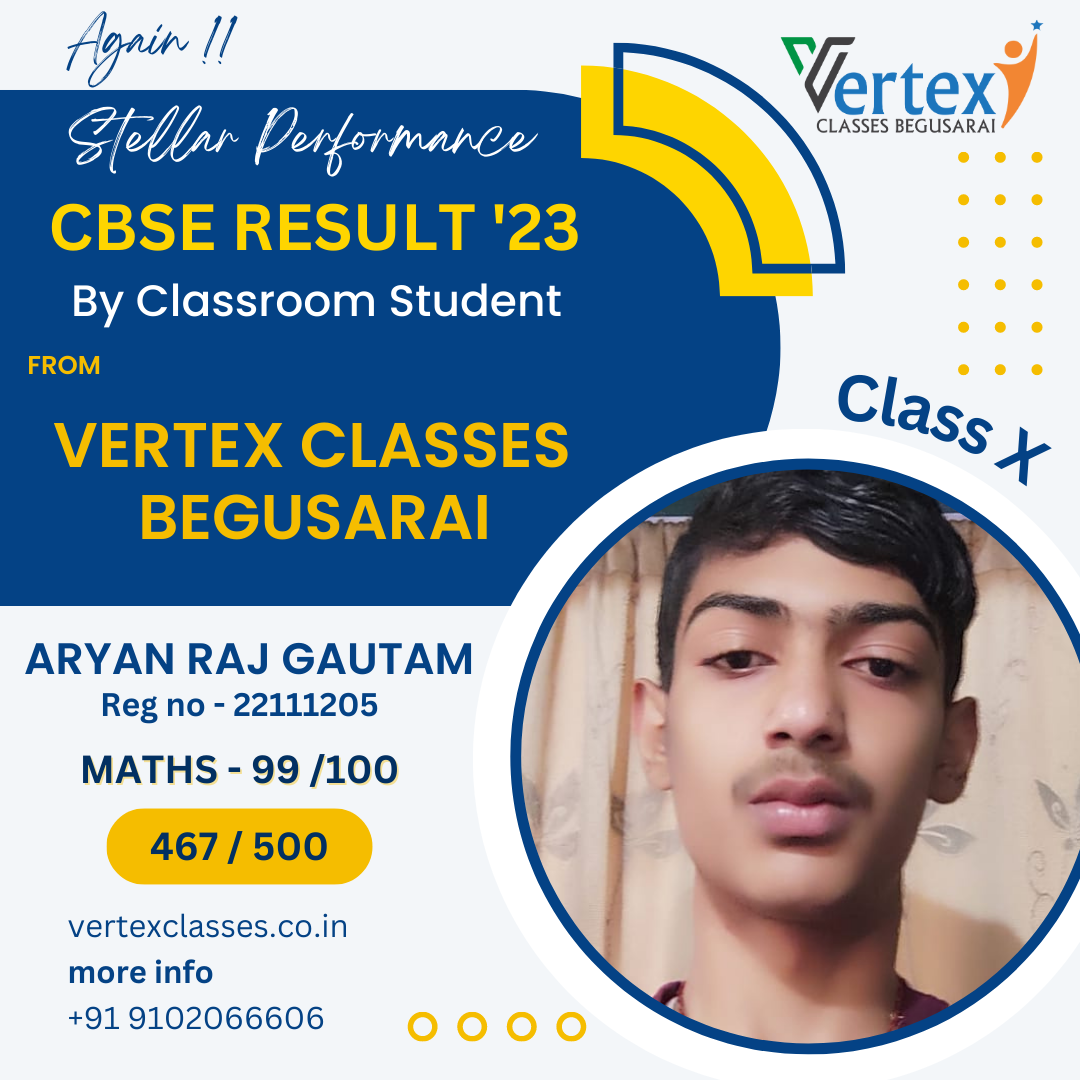 Again !!
Stellar Performance
CBSE RESULT '23
By Classroom Student
FROM
VERTEX CLASSES
BEGUSARAI
Vertex
CLASSES BEGUSARAI
Class X
ARYAN RAJ GAUTAM
Reg no - 22111205
MATHS - 99 /100
467 / 500
vertexclasses.co.in
more info
+91 9102066606